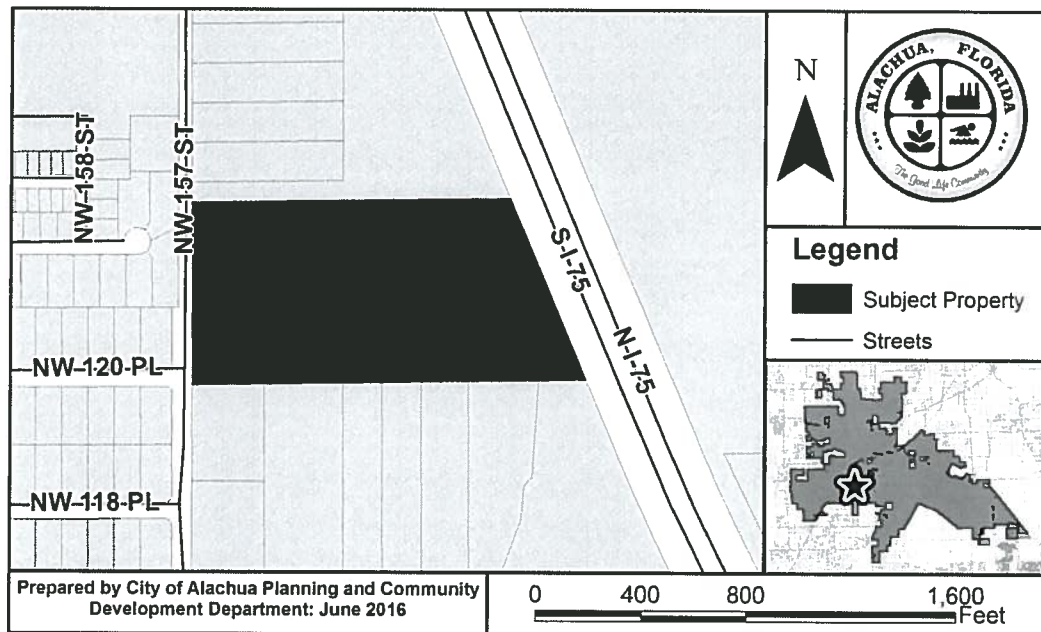 NW 158 ST
NW 157 ST
NW 120 PL
NW 118 PL
S-I-75
N-I-75
N
ALACHUA, FLORIDA
The Good Life Community
Legend
Subject Property
Streets
Prepared by City of Alachua Planning and Community
Development Department: June 2016
0 400 800 1,600
Feet